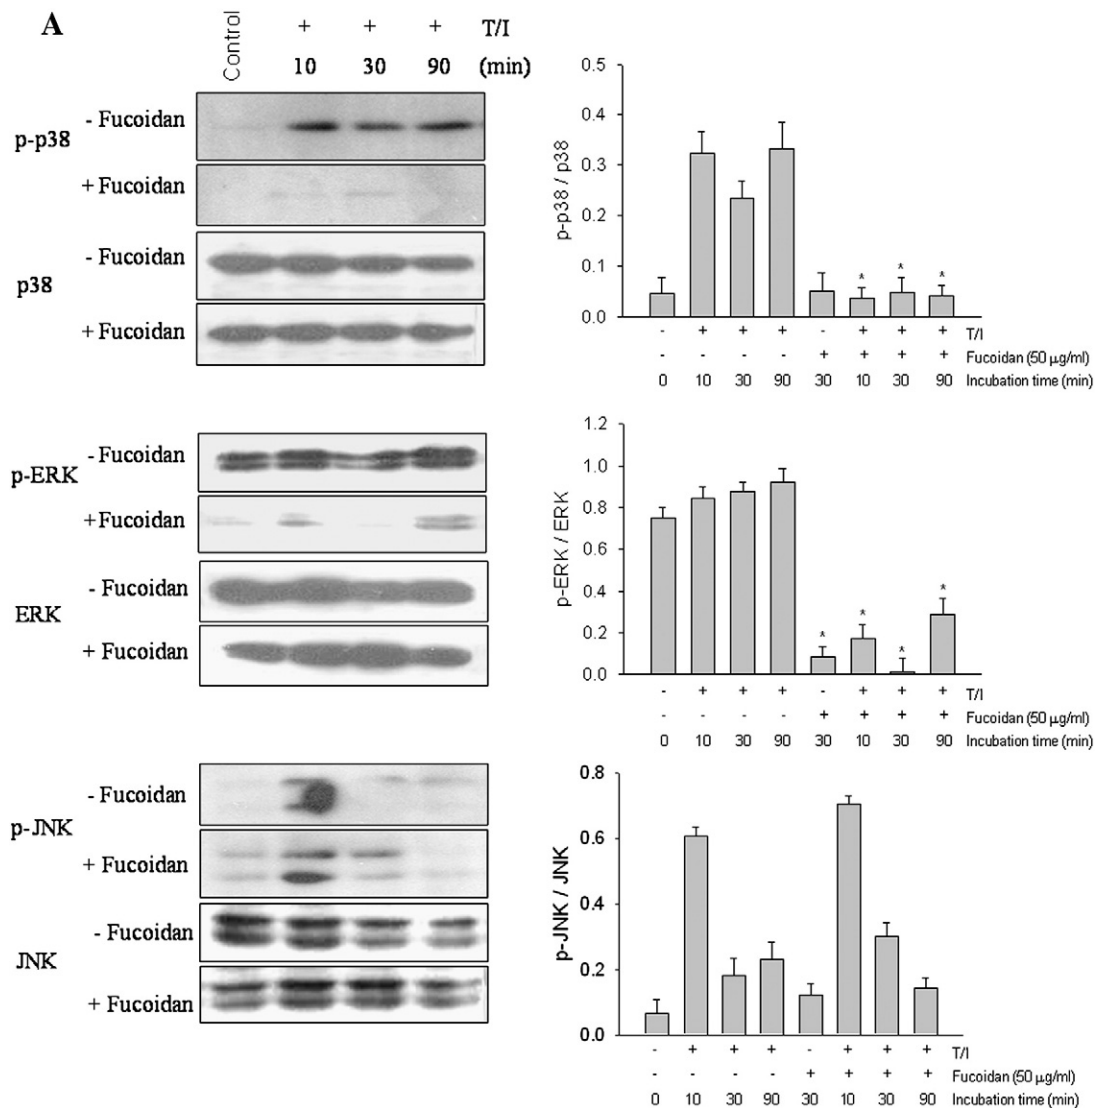 A
Control + + + T/I
10 30 90 (min)
p-p38
- Fucoidan
+ Fucoidan
p38
- Fucoidan
+ Fucoidan
p-p38 / p38
0.5
0.4
0.3
0.2
0.1
0.0
* * *
- + + + - + + + T/I
- - - - + + + + Fucoidan (50 μg/ml)
0 10 30 90 30 10 30 90 Incubation time (min)
p-ERK
- Fucoidan
+Fucoidan
ERK
- Fucoidan
+ Fucoidan
p-ERK / ERK
1.2
1.0
0.8
0.6
0.4
0.2
0.0
* * * *
- + + + - + + + T/I
- - - - + + + + Fucoidan (50 μg/ml)
0 10 30 90 30 10 30 90 Incubation time (min)
p-JNK
- Fucoidan
+ Fucoidan
JNK
- Fucoidan
+ Fucoidan
p-JNK / JNK
0.8
0.6
0.4
0.2
0.0
- + + + - + + + T/I
- - - - + + + + Fucoidan (50 μg/ml)
0 10 30 90 30 10 30 90 Incubation time (min)